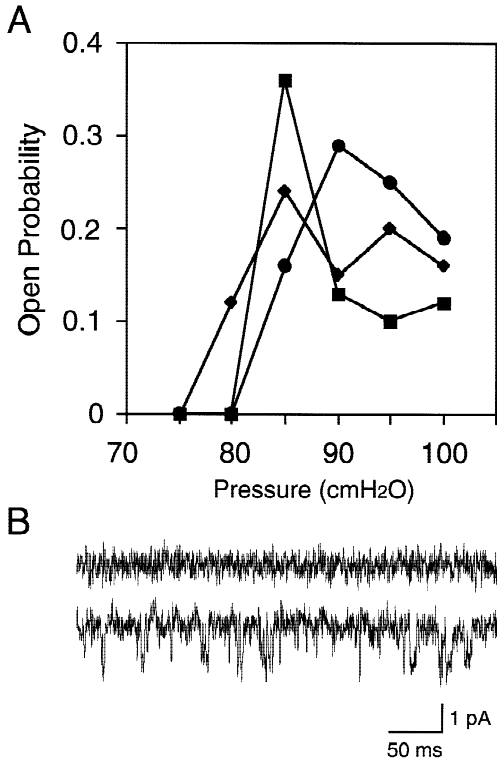 A
0.4
0.3
0.2
0.1
0
Open Probability
70 80 90 100
Pressure (cmH2O)
B
1 pA
50 ms